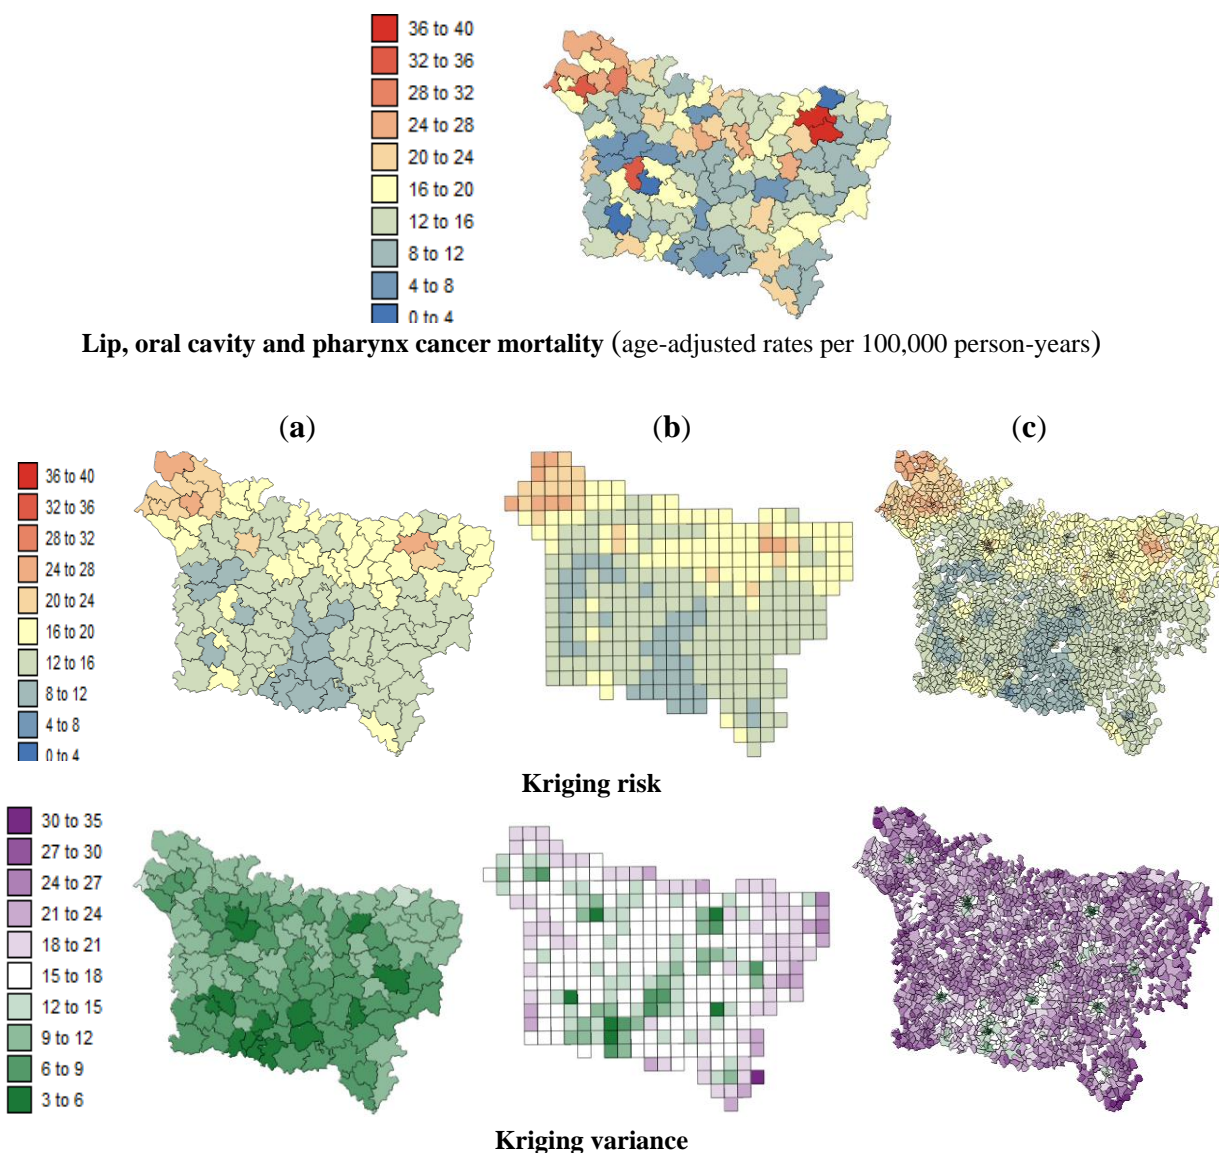 36 to 40
32 to 36
28 to 32
24 to 28
20 to 24
16 to 20
12 to 16
8 to 12
4 to 8
0 to 4
Lip, oral cavity and pharynx cancer mortality (age-adjusted rates per 100,000 person-years)
(a) (b) (c)
36 to 40
32 to 36
28 to 32
24 to 28
20 to 24
16 to 20
12 to 16
8 to 12
4 to 8
0 to 4
Kriging risk
30 to 35
27 to 30
24 to 27
21 to 24
18 to 21
15 to 18
12 to 15
9 to 12
6 to 9
3 to 6
Kriging variance